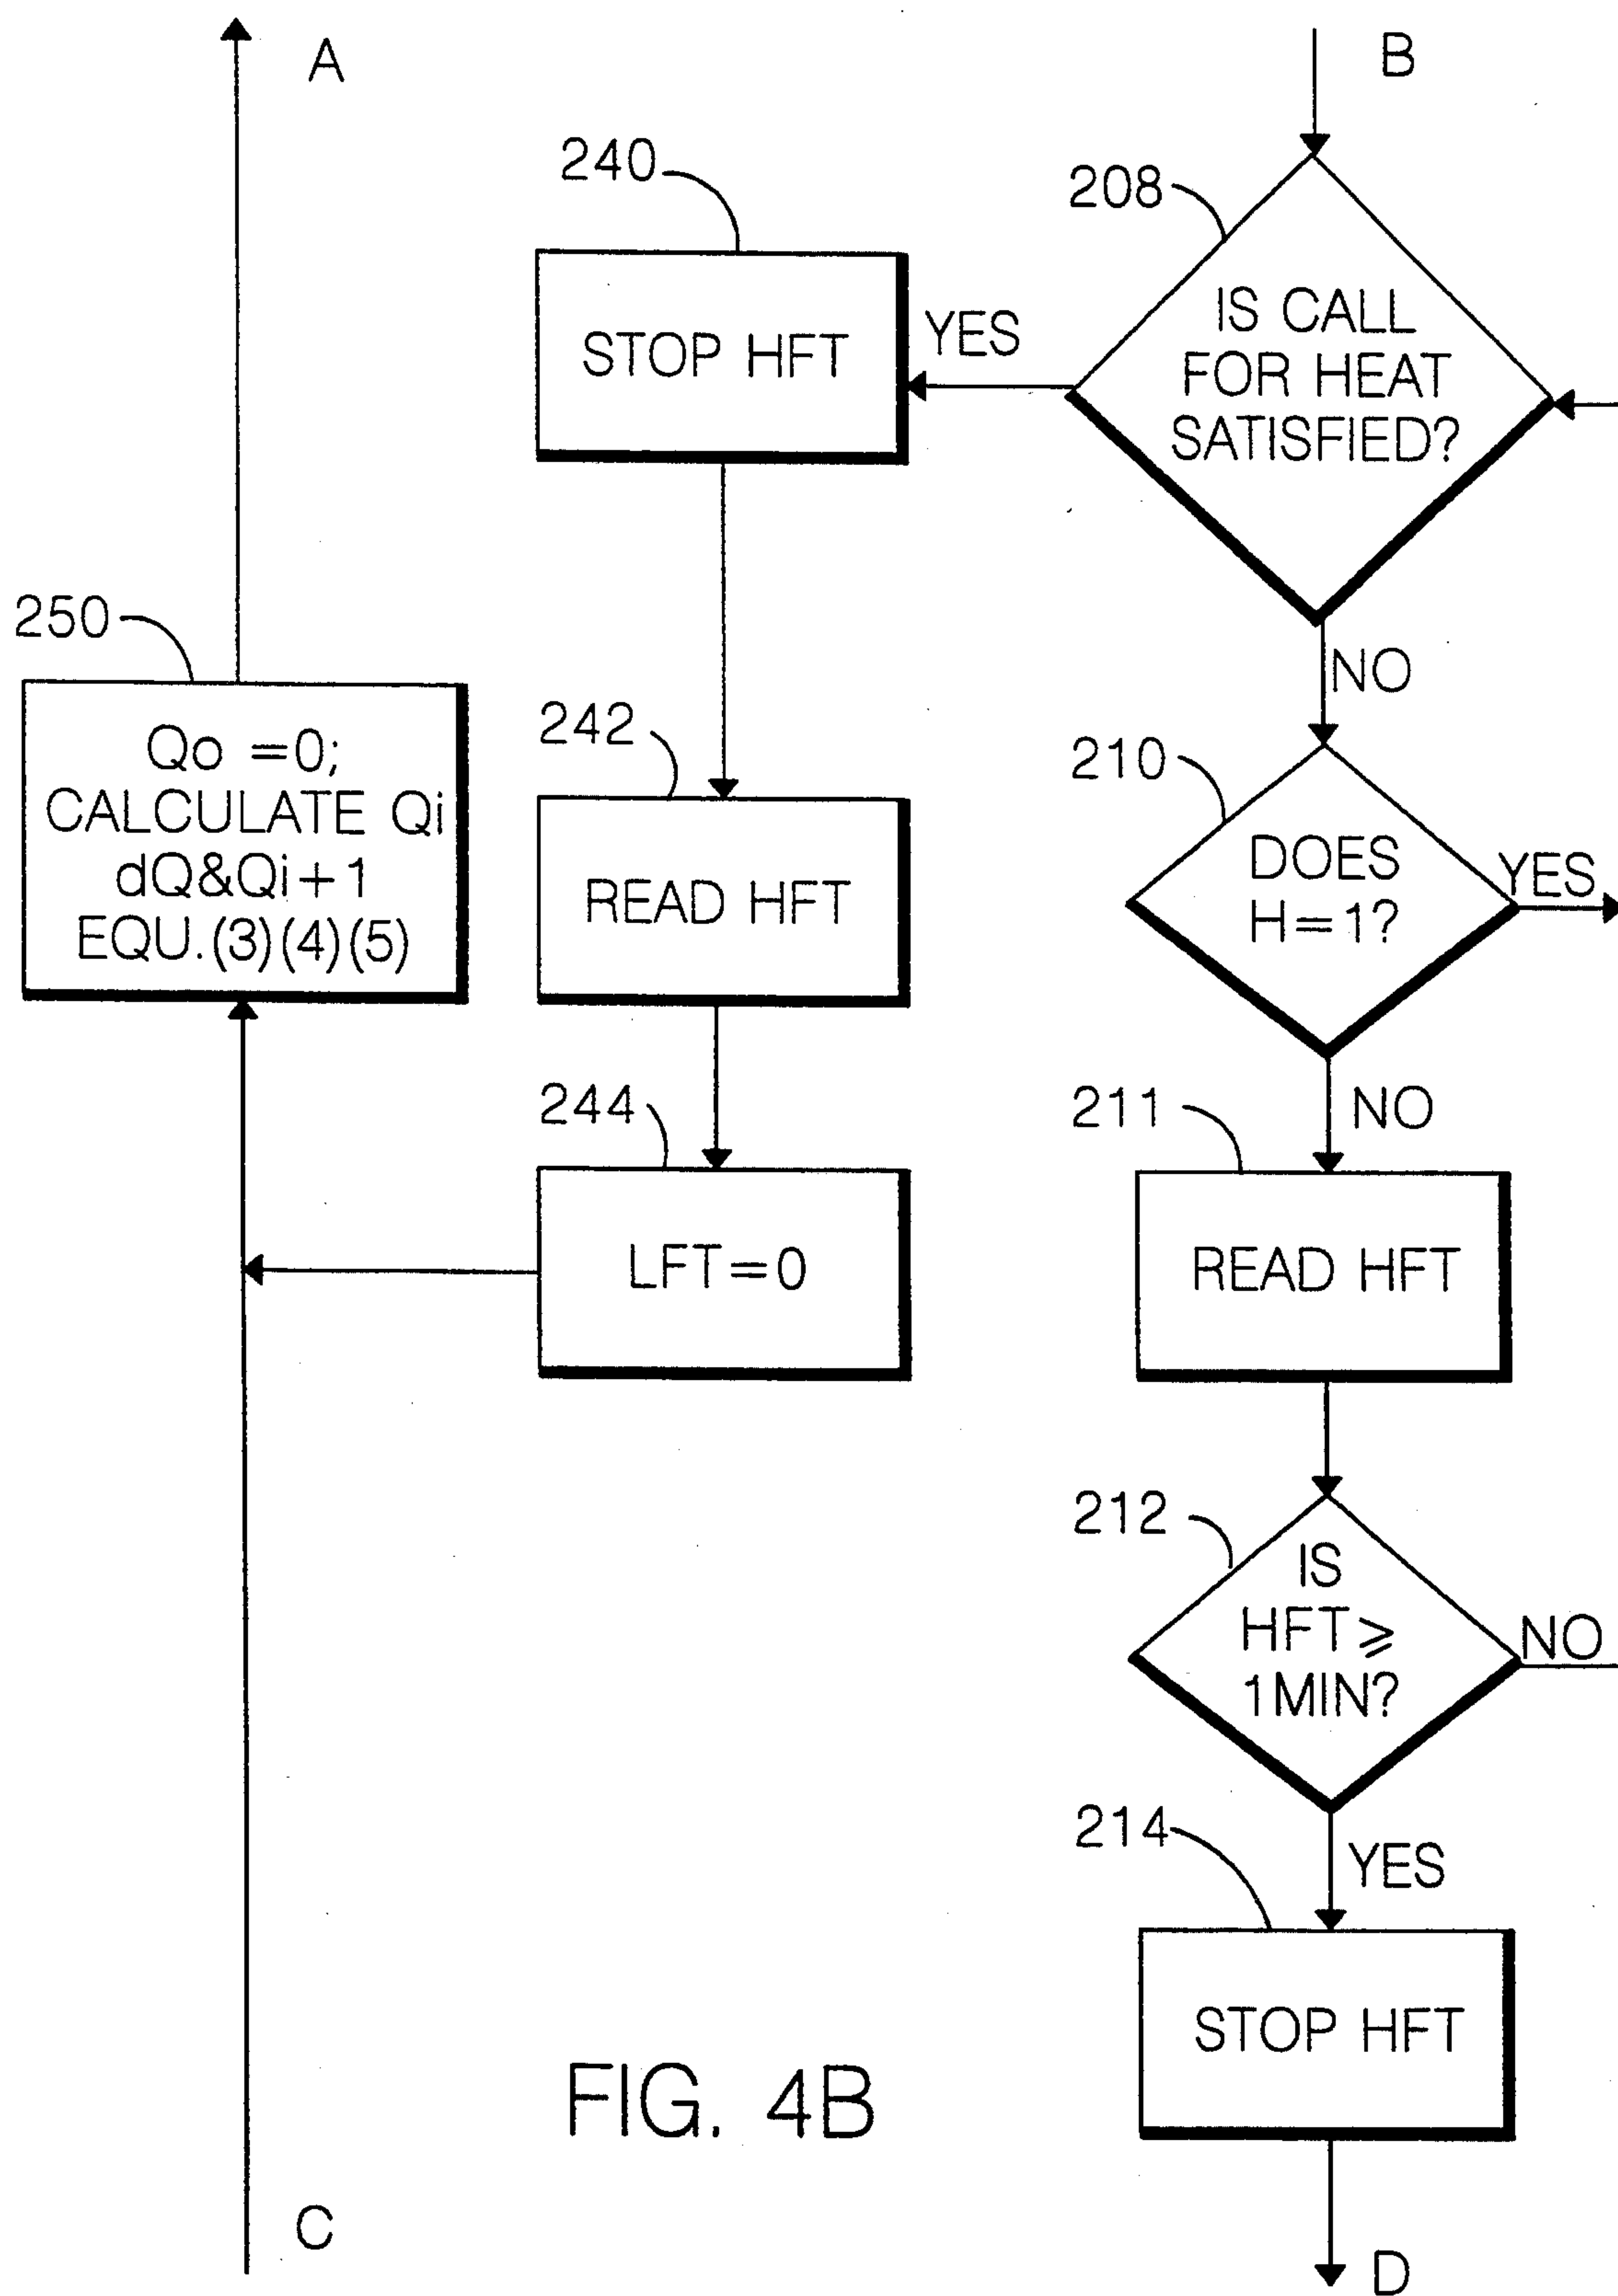 A
B
240
208
STOP HFT
YES
IS CALL
FOR HEAT
SATISFIED?
250
NO
Qo =0;
CALCULATE Qi
dQ&Qi+1
EQU.(3)(4)(5)
242
210
READ HFT
DOES
H=1?
YES
244
211
NO
LFT=0
READ HFT
212
IS
HFT⩾
1MIN?
NO
214
YES
STOP HFT
FIG. 4B
C
D